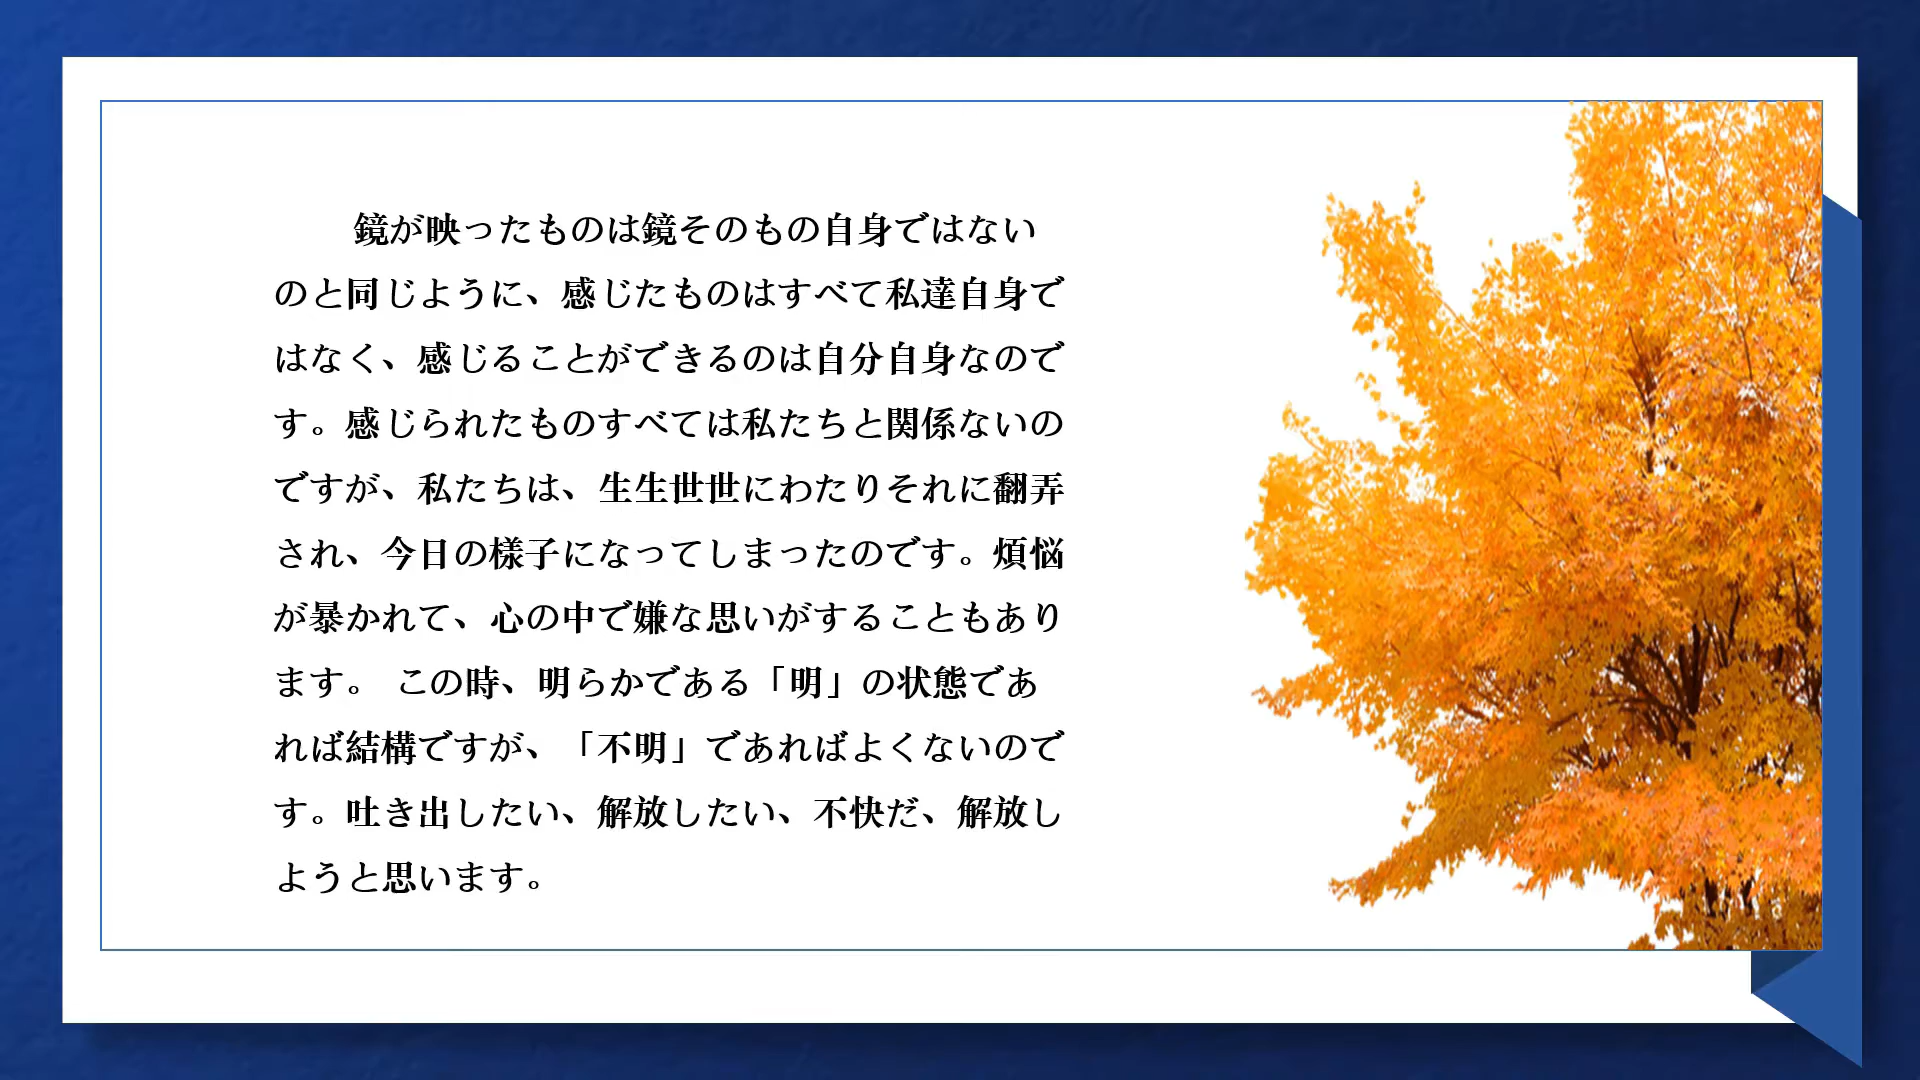 鏡が映ったものは鏡そのもの自身ではない
のと同じように、感じたものはすべて私達自身で
はなく、感じることができるのは自分自身なので
す。感じられたものすべては私たちと関係ないの
ですが、私たちは、生生世世にわたりそれに翻弄
され、今日の様子になってしまったのです。煩悩
が暴かれて、心の中で嫌な思いがすることもあり
ます。 この時、明らかである「明」の状態であ
れば結構ですが、「不明」であればよくないので
す。吐き出したい、解放したい、不快だ、解放し
ようと思います。